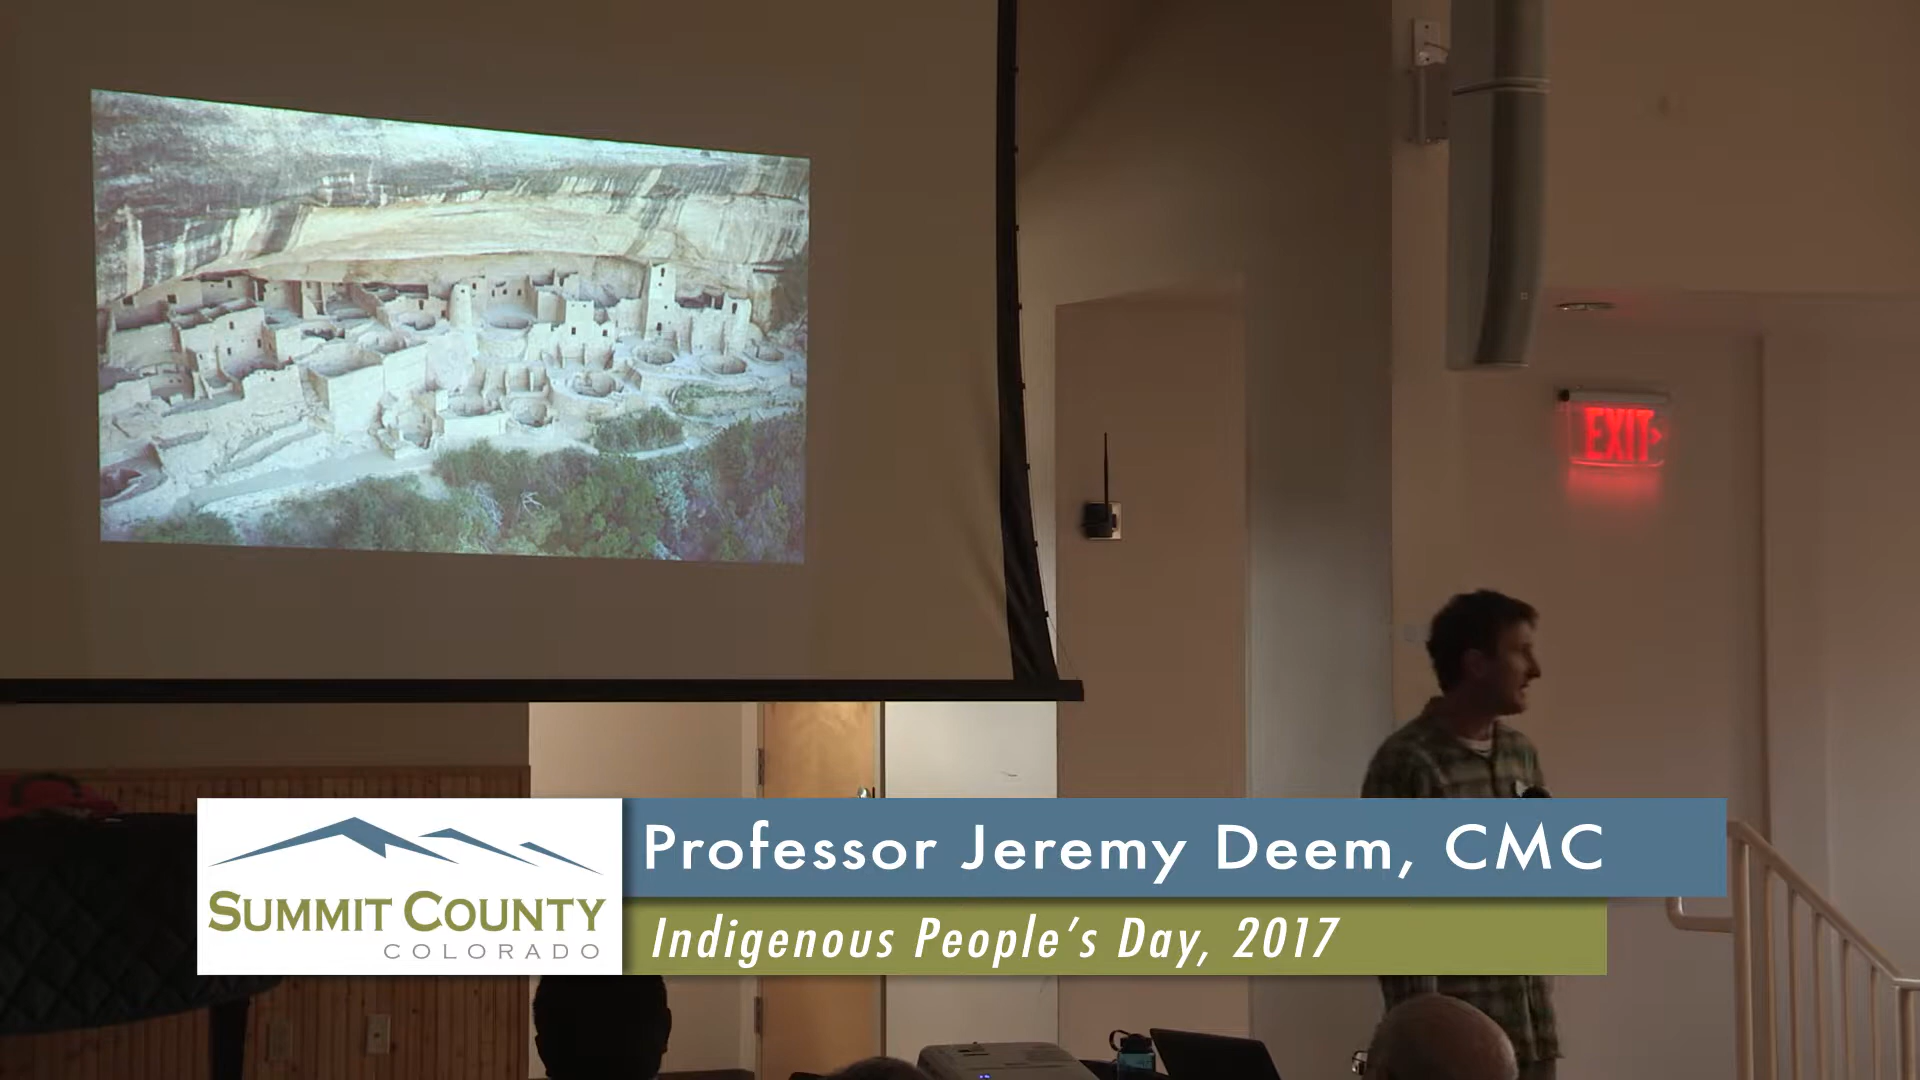 EXIT
SUMMIT COUNTY
COLORADO
Professor Jeremy Deem, CMC
Indigenous People's Day, 2017